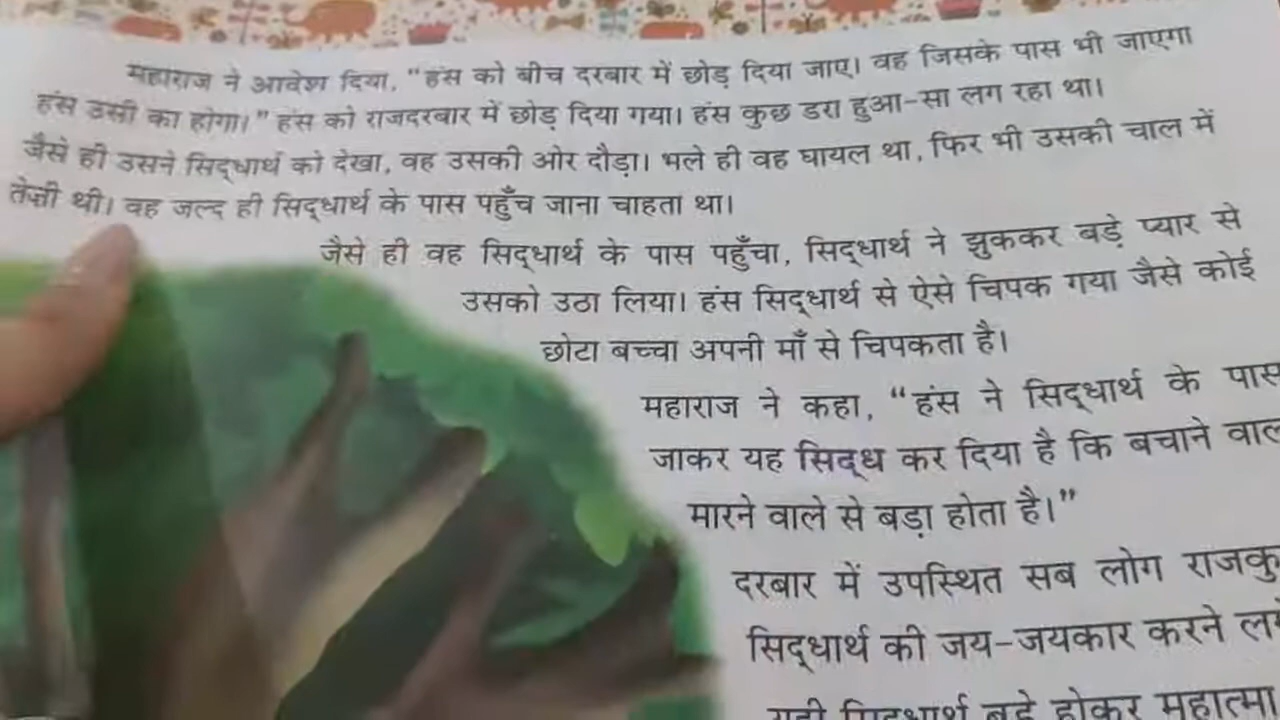 महाराज ने आदेश दिया, “हंस को बीच दरबार में छोड़ दिया जाए। वह जिसके पास भी जाएगा
हंस उसी का होगा।” हंस को राजदरबार में छोड़ दिया गया। हंस कुछ डरा हुआ-सा लग रहा था।
जैसे ही उसने सिद्धार्थ को देखा, वह उसकी ओर दौड़ा। भले ही वह घायल था, फिर भी उसकी चाल में
तेज़ी थी। वह जल्द ही सिद्धार्थ के पास पहुँच जाना चाहता था।
जैसे ही वह सिद्धार्थ के पास पहुँचा, सिद्धार्थ ने झुककर बड़े प्यार से
उसको उठा लिया। हंस सिद्धार्थ से ऐसे चिपक गया जैसे कोई
छोटा बच्चा अपनी माँ से चिपकता है।
महाराज ने कहा, “हंस ने सिद्धार्थ के पास
जाकर यह सिद्ध कर दिया है कि बचाने
मारने वाले से बड़ा होता है।”
दरबार में उपस्थित सब लोग
सिद्धार्थ की जय-जयकार करने
सिद्धार्थ बड़े होकर महात्मा